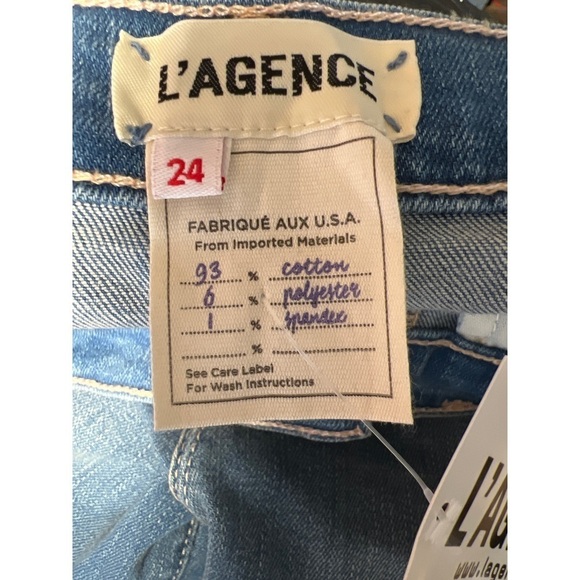 L'AGENCE
24
FABRIQUÉ AUX U.S.A.
From Imported Materials
93 % cotton
6 % polyester
1 % spandex
%
See Care Label
For Wash Instructions